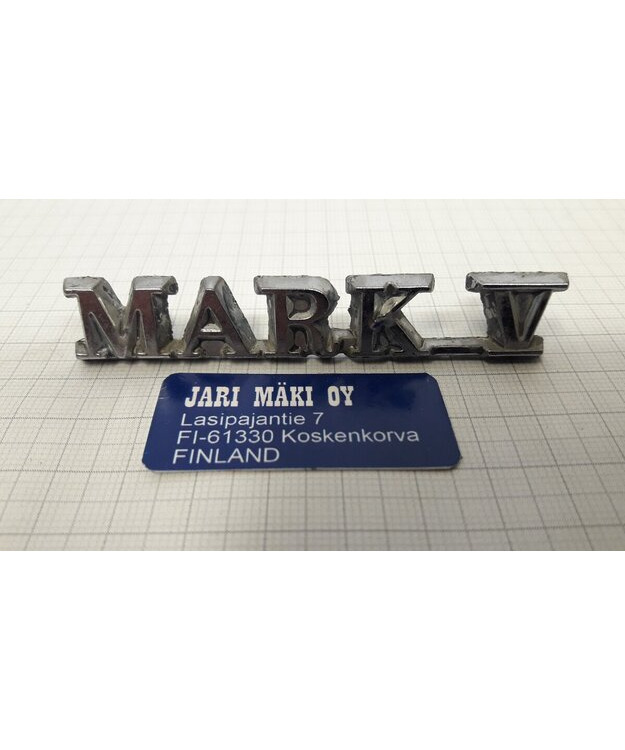 MARK V
JARI MÄKI OY
Lasipajantie 7
FI-61330 Koskenkorva
FINLAND